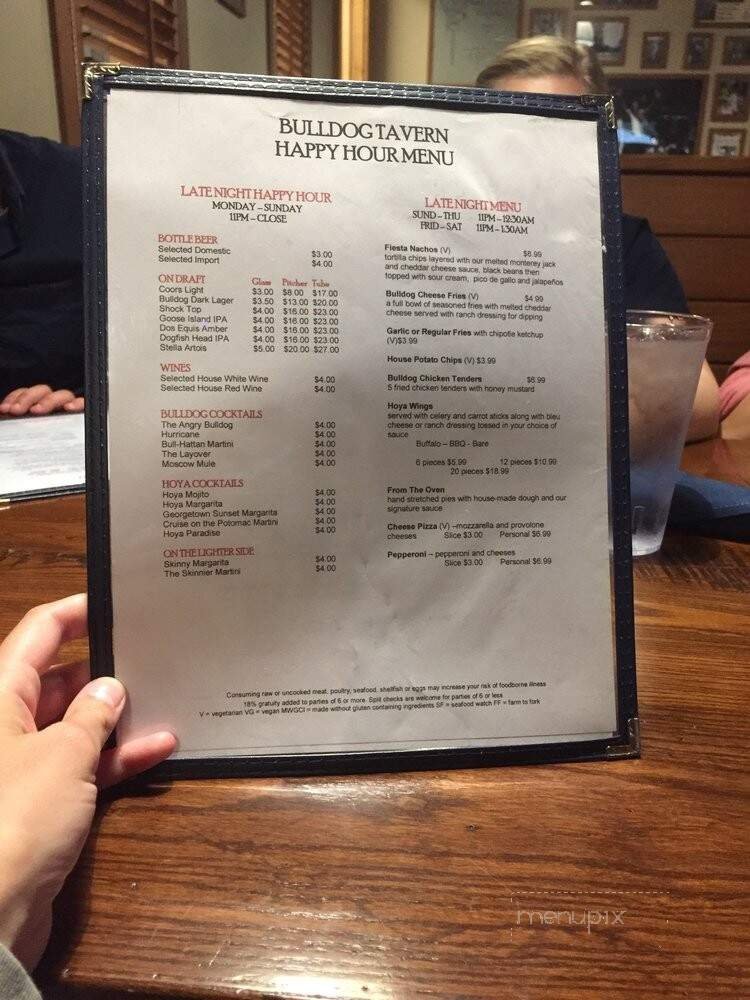 BULLDOG TAVERN
HAPPY HOUR MENU
LATE NIGHT HAPPY HOUR
MONDAY – SUNDAY
11PM – CLOSE
BOTTLE BEER
Selected Domestic $3.00
Selected Import $4.00
ON DRAFT Glass Pitcher Tube
Coors Light $3.00 $8.00 $17.00
Bulldog Dark Lager $3.50 $13.00 $20.00
Shock Top $4.00 $16.00 $23.00
Goose Island IPA $4.00 $16.00 $23.00
Dos Equis Amber $4.00 $16.00 $23.00
Dogfish Head IPA $4.00 $16.00 $23.00
Stella Artois $5.00 $20.00 $27.00
WINES
Selected House White Wine $4.00
Selected House Red Wine $4.00
BULLDOG COCKTAILS
The Angry Bulldog $4.00
Hurricane $4.00
Bull-Hattan Martini $4.00
The Layover $4.00
Moscow Mule $4.00
HOYA COCKTAILS
Hoya Mojito $4.00
Hoya Margarita $4.00
Georgetown Sunset Margarita $4.00
Cruise on the Potomac Martini $4.00
Hoya Paradise $4.00
ON THE LIGHTER SIDE
Skinny Margarita $4.00
The Skinnier Martini $4.00
LATE NIGHT MENU
SUND – THU 11PM – 12:30AM
FRID – SAT 11PM – 1:30AM
Fiesta Nachos (V) $8.99
tortilla chips layered with our melted monterey jack
and cheddar cheese sauce, black beans then
topped with sour cream, pico de gallo and jalapeños
Bulldog Cheese Fries (V) $4.99
a full bowl of seasoned fries with melted cheddar
cheese served with ranch dressing for dipping
Garlic or Regular Fries with chipotle ketchup
(V)$3.99
House Potato Chips (V) $3.99
Bulldog Chicken Tenders $6.99
5 fried chicken tenders with honey mustard
Hoya Wings
served with celery and carrot sticks along with bleu
cheese or ranch dressing tossed in your choice of
sauce
Buffalo – BBQ - Bare
6 pieces $5.99 12 pieces $10.99
20 pieces $18.99
From The Oven
hand stretched pies with house-made dough and our
signature sauce
Cheese Pizza (V) –mozzarella and provolone
cheeses Slice $3.00 Personal $6.99
Pepperoni – pepperoni and cheeses
Slice $3.00 Personal $6.99
Consuming raw or uncooked meat, poultry, seafood, shellfish or eggs may increase your risk of foodborne illness
18% gratuity added to parties of 6 or more. Split checks are welcome for parties of 6 or less
V = vegetarian VG = vegan MWGCI = made without gluten containing ingredients SF = seafood watch FF = farm to fork
menupix